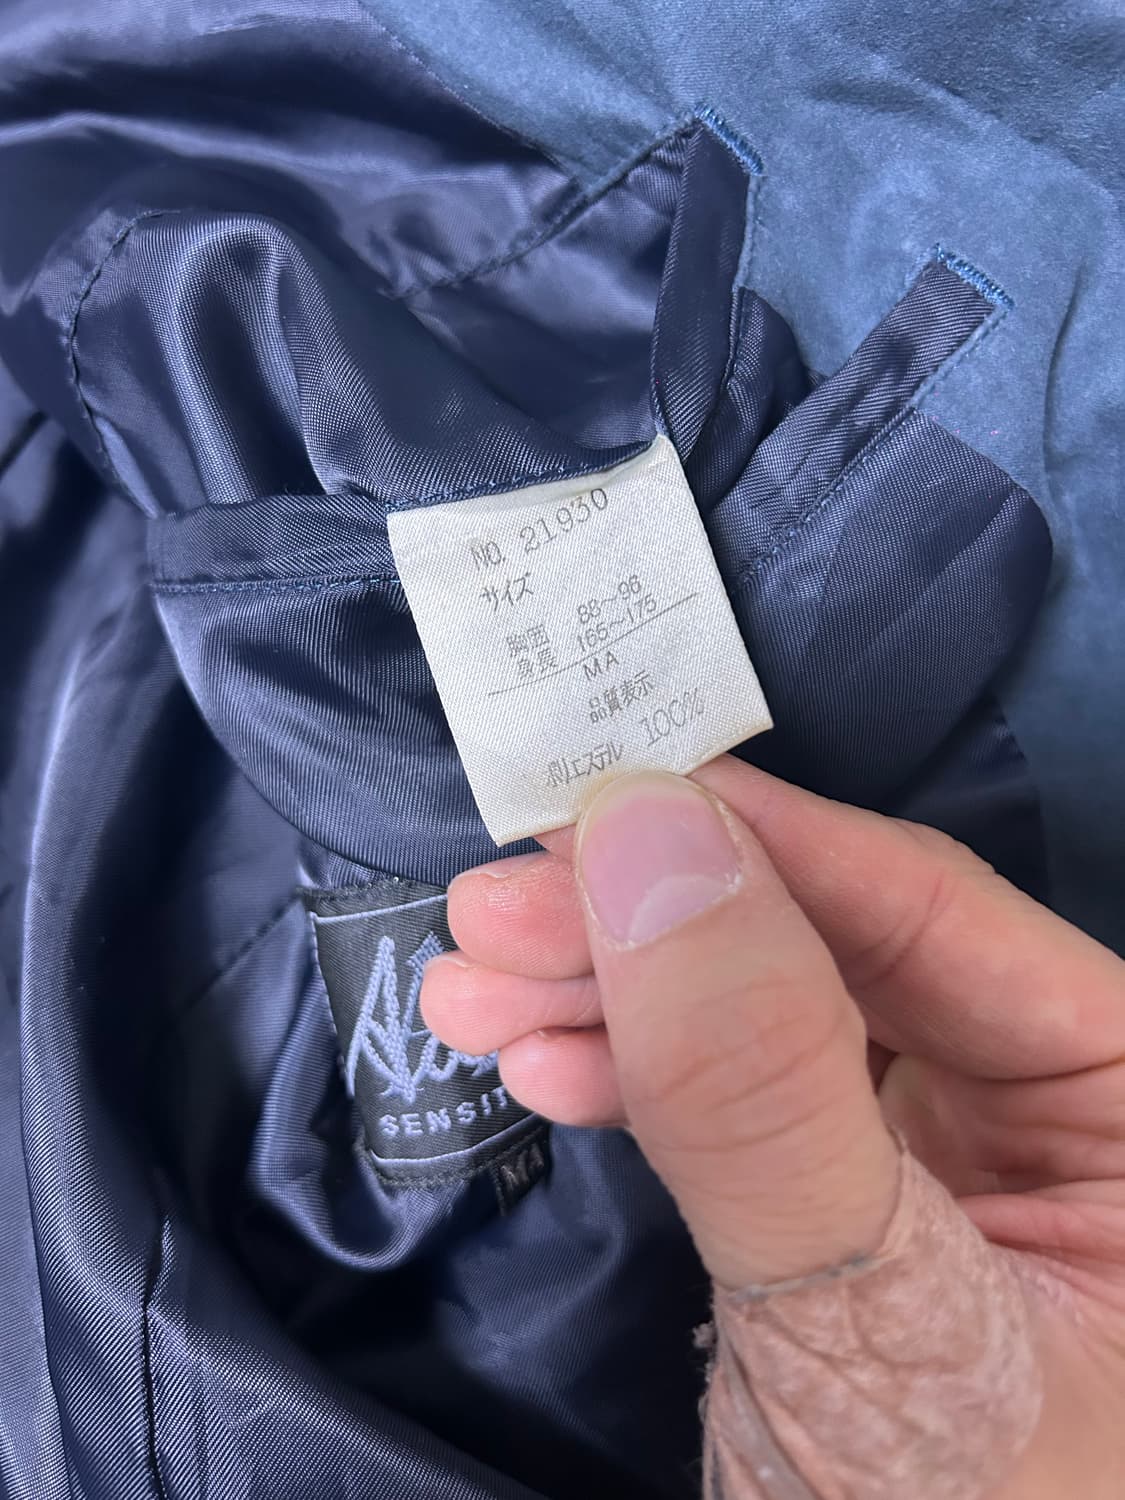 NO. 21930
サイズ
胸囲 88～96
身長 165～175
MA
品質表示
ポリエステル 100%
SENSIT
MA